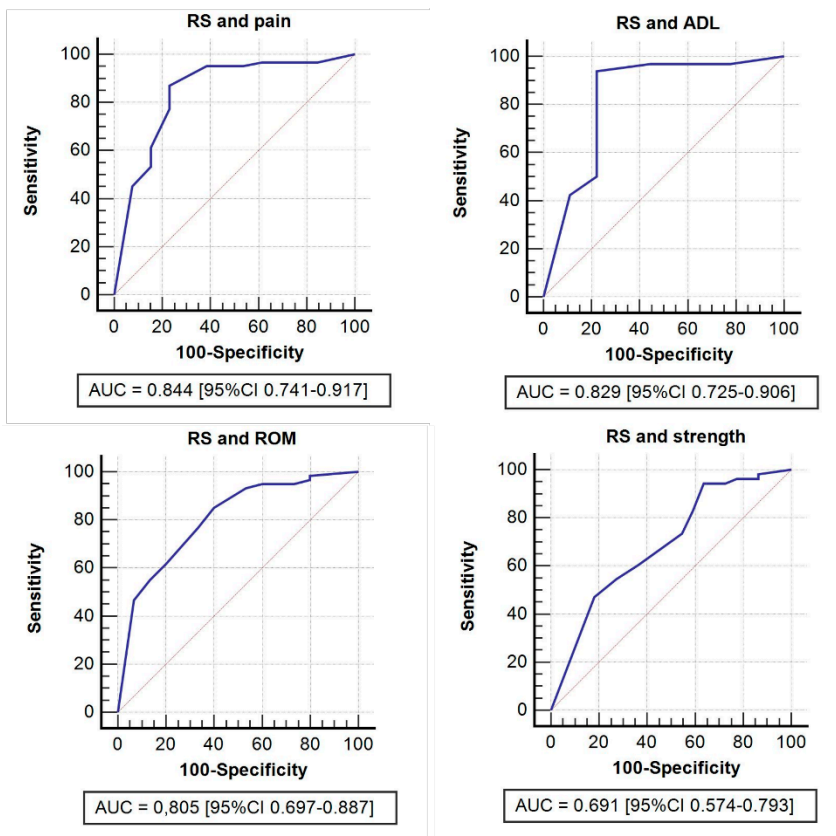 RS and pain
100
80
60
40
20
0
Sensitivity
0 20 40 60 80 100
100-Specificity
AUC = 0.844 [95%CI 0.741-0.917]
RS and ADL
100
80
60
40
20
0
Sensitivity
0 20 40 60 80 100
100-Specificity
AUC = 0.829 [95%CI 0.725-0.906]
RS and ROM
100
80
60
40
20
0
Sensitivity
0 20 40 60 80 100
100-Specificity
AUC = 0,805 [95%CI 0.697-0.887]
RS and strength
100
80
60
40
20
0
Sensitivity
0 20 40 60 80 100
100-Specificity
AUC = 0.691 [95%CI 0.574-0.793]